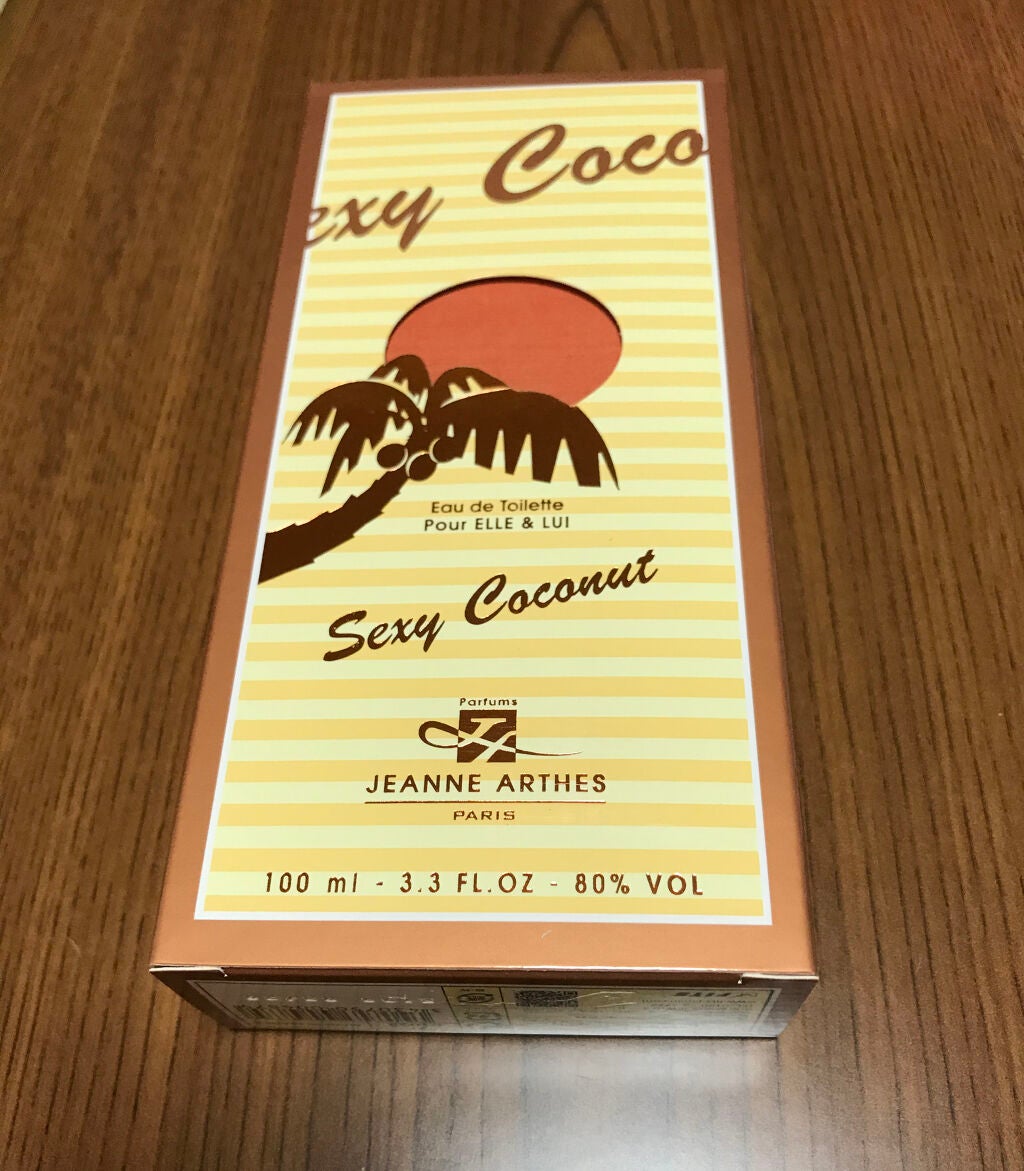 exy Coco
Eau de Toilette
Pour ELLE & LUI
Sexy Coconut
Parfums
JEANNE ARTHES
PARIS
100 ml - 3.3 FL.OZ - 80% VOL